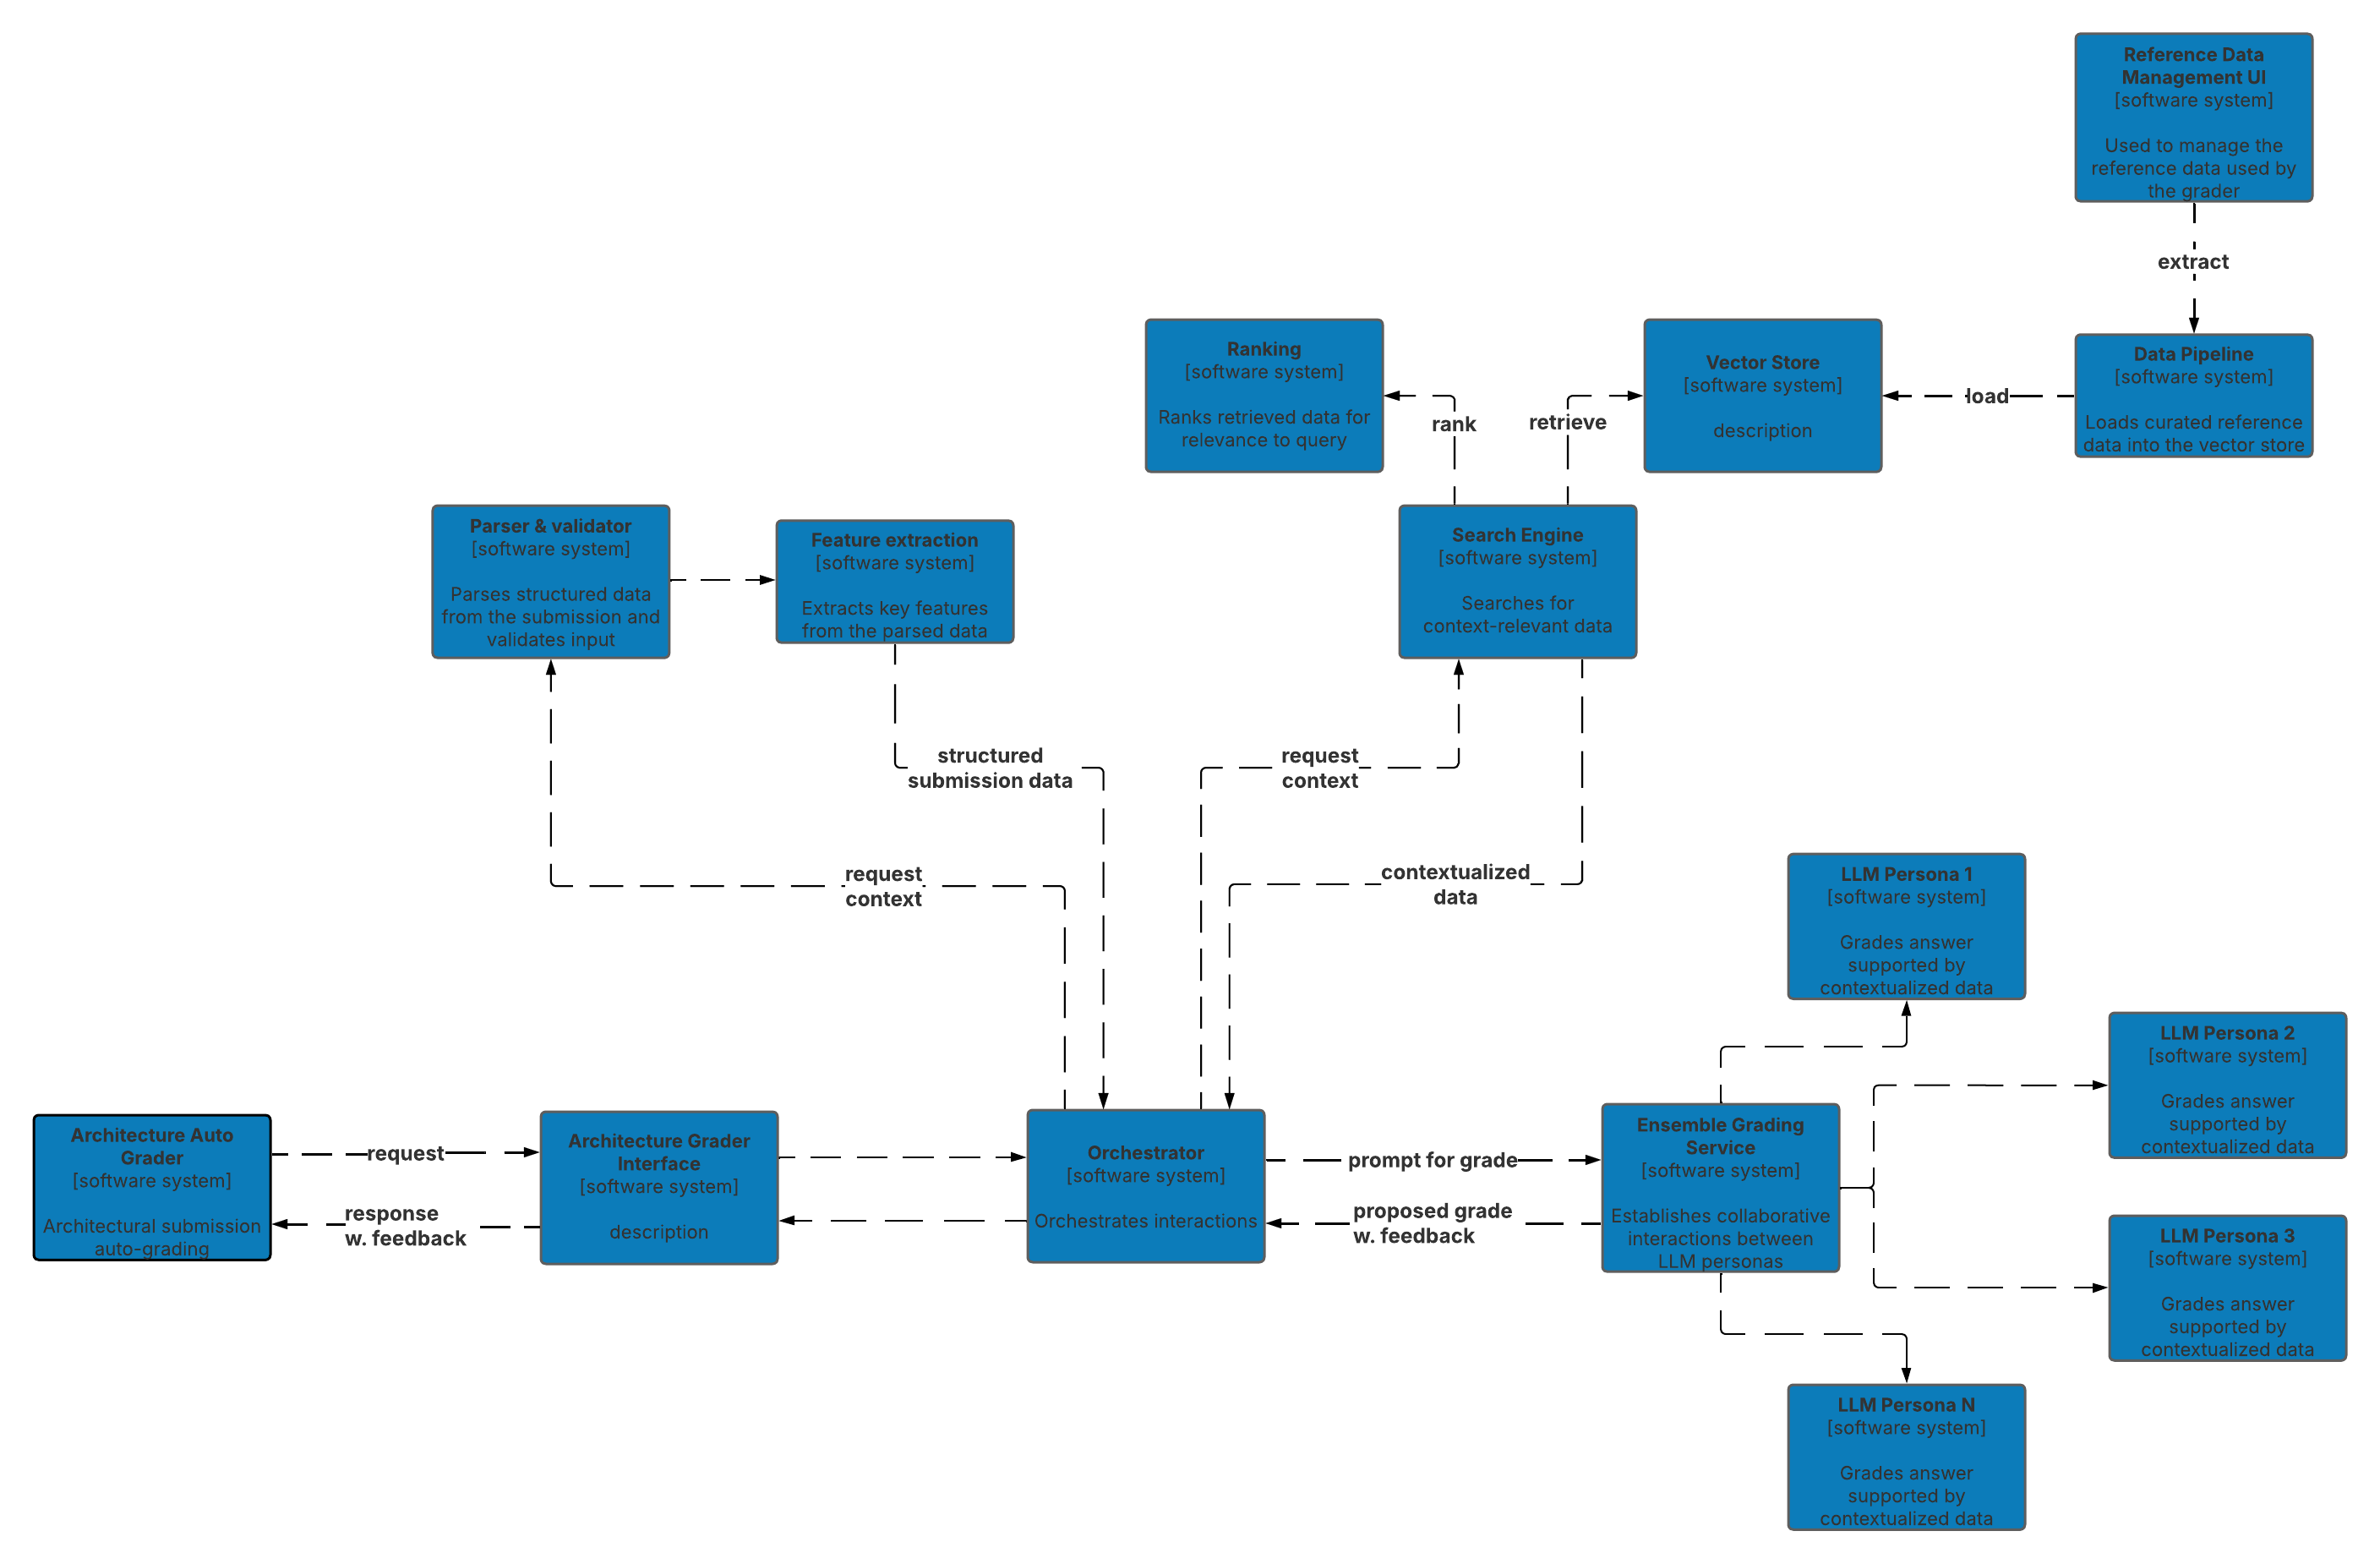 Reference Data
Management UI
[software system]
Used to manage the
reference data used by
the grader
extract
Ranking
[software system]
Ranks retrieved data for
relevance to query
rank
retrieve
Vector Store
[software system]
description
load
Data Pipeline
[software system]
Loads curated reference
data into the vector store
Parser & validator
[software system]
Parses structured data
from the submission and
validates input
Feature extraction
[software system]
Extracts key features
from the parsed data
Search Engine
[software system]
Searches for
context-relevant data
structured
submission data
request
context
request
context
contextualized
data
LLM Persona 1
[software system]
Grades answer
supported by
contextualized data
LLM Persona 2
[software system]
Grades answer
supported by
contextualized data
Architecture Auto
Grader
[software system]
Architectural submission
auto-grading
request
response
w. feedback
Architecture Grader
Interface
[software system]
description
Orchestrator
[software system]
Orchestrates interactions
prompt for grade
proposed grade
w. feedback
Ensemble Grading
Service
[software system]
Establishes collaborative
interactions between
LLM personas
LLM Persona 3
[software system]
Grades answer
supported by
contextualized data
LLM Persona N
[software system]
Grades answer
supported by
contextualized data